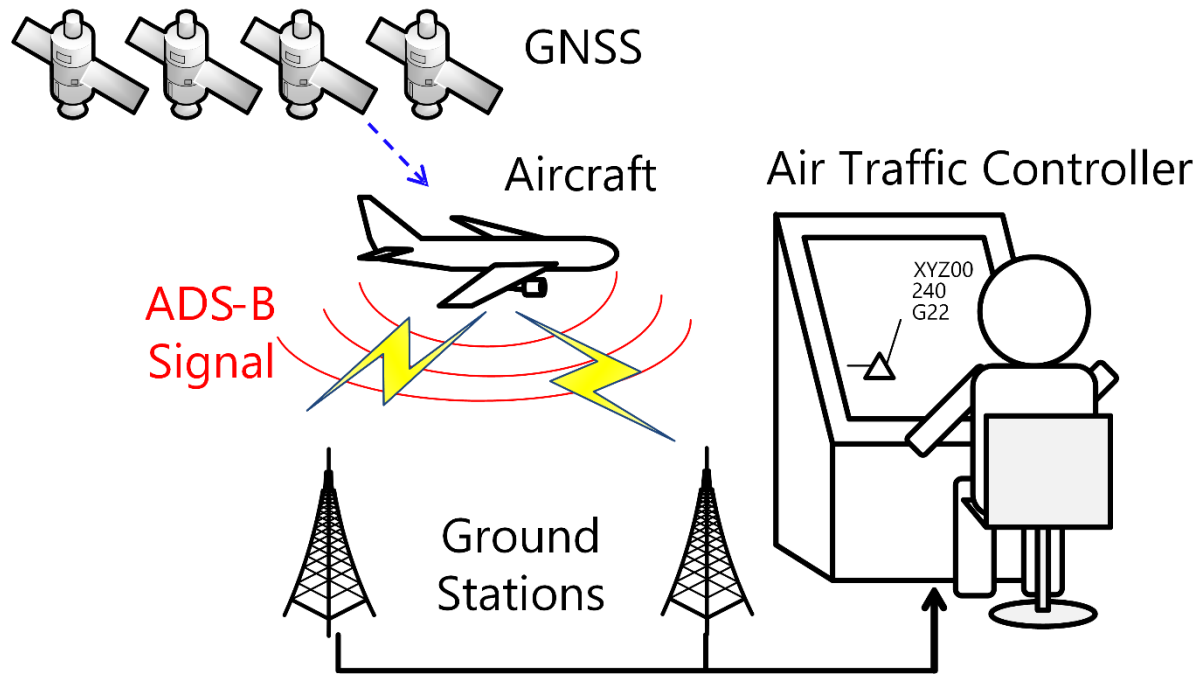 GNSS
Aircraft
Air Traffic Controller
XYZ00
240
G22
ADS-B
Signal
Ground
Stations